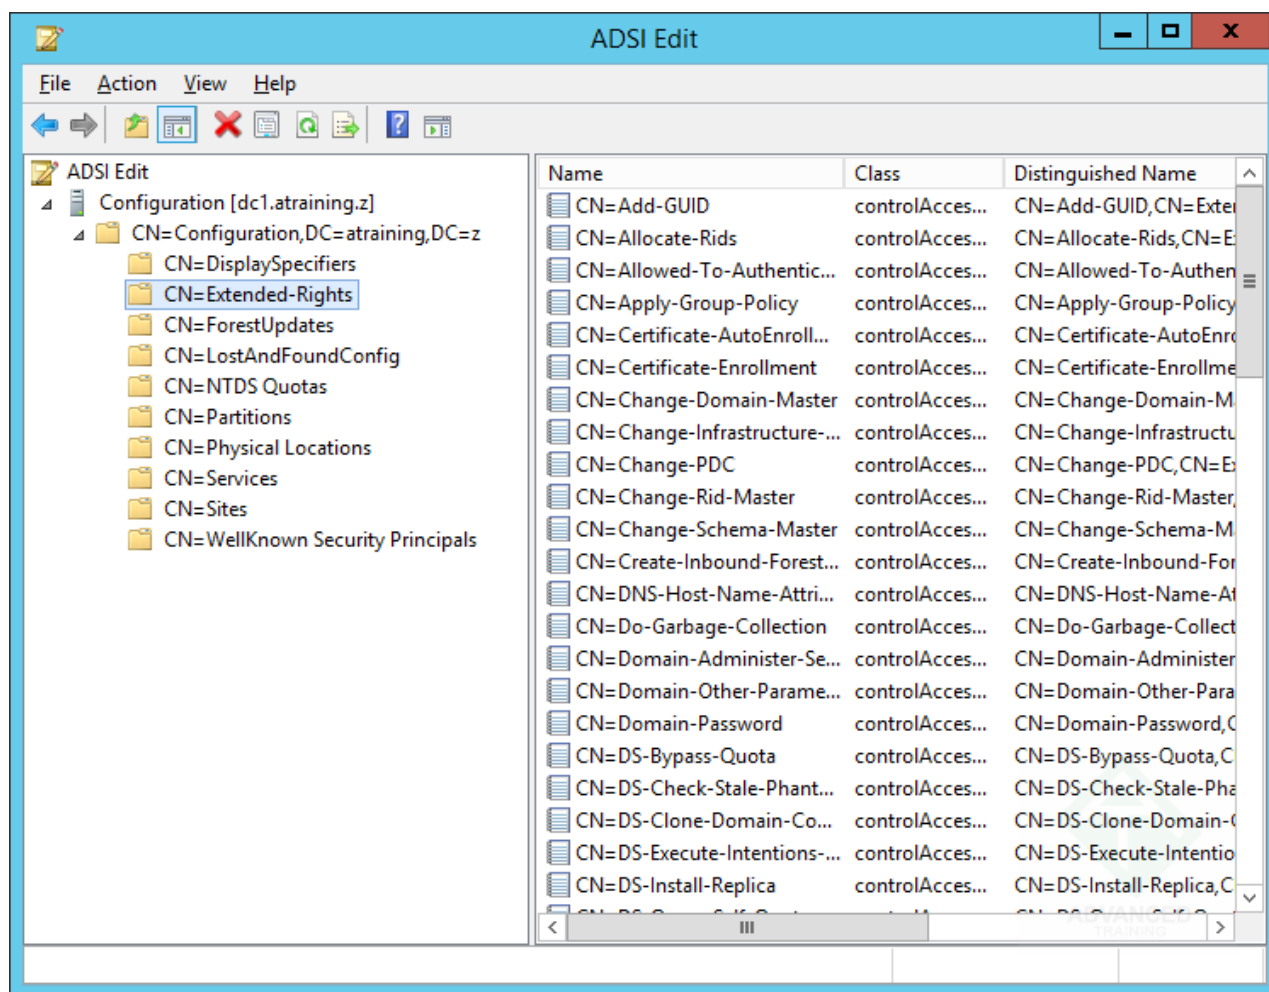 ADSI Edit
File Action View Help
ADSI Edit
Configuration [dc1.atraining.z]
CN=Configuration,DC=atraining,DC=z
CN=DisplaySpecifiers
CN=Extended-Rights
CN=ForestUpdates
CN=LostAndFoundConfig
CN=NTDS Quotas
CN=Partitions
CN=Physical Locations
CN=Services
CN=Sites
CN=WellKnown Security Principals
Name Class Distinguished Name
CN=Add-GUID controlAcces... CN=Add-GUID,CN=Exte
CN=Allocate-Rids controlAcces... CN=Allocate-Rids,CN=E
CN=Allowed-To-Authentic... controlAcces... CN=Allowed-To-Authen
CN=Apply-Group-Policy controlAcces... CN=Apply-Group-Policy
CN=Certificate-AutoEnroll... controlAcces... CN=Certificate-AutoEnr
CN=Certificate-Enrollment controlAcces... CN=Certificate-Enrollme
CN=Change-Domain-Master controlAcces... CN=Change-Domain-M
CN=Change-Infrastructure-... controlAcces... CN=Change-Infrastructu
CN=Change-PDC controlAcces... CN=Change-PDC,CN=E
CN=Change-Rid-Master controlAcces... CN=Change-Rid-Master,
CN=Change-Schema-Master controlAcces... CN=Change-Schema-M
CN=Create-Inbound-Forest... controlAcces... CN=Create-Inbound-For
CN=DNS-Host-Name-Attri... controlAcces... CN=DNS-Host-Name-At
CN=Do-Garbage-Collection controlAcces... CN=Do-Garbage-Collect
CN=Domain-Administer-Se... controlAcces... CN=Domain-Administer
CN=Domain-Other-Parame... controlAcces... CN=Domain-Other-Para
CN=Domain-Password controlAcces... CN=Domain-Password,C
CN=DS-Bypass-Quota controlAcces... CN=DS-Bypass-Quota,C
CN=DS-Check-Stale-Phant... controlAcces... CN=DS-Check-Stale-Pha
CN=DS-Clone-Domain-Co... controlAcces... CN=DS-Clone-Domain-
CN=DS-Execute-Intentions-... controlAcces... CN=DS-Execute-Intentio
CN=DS-Install-Replica controlAcces... CN=DS-Install-Replica,C
ADVANCED
TRAINING